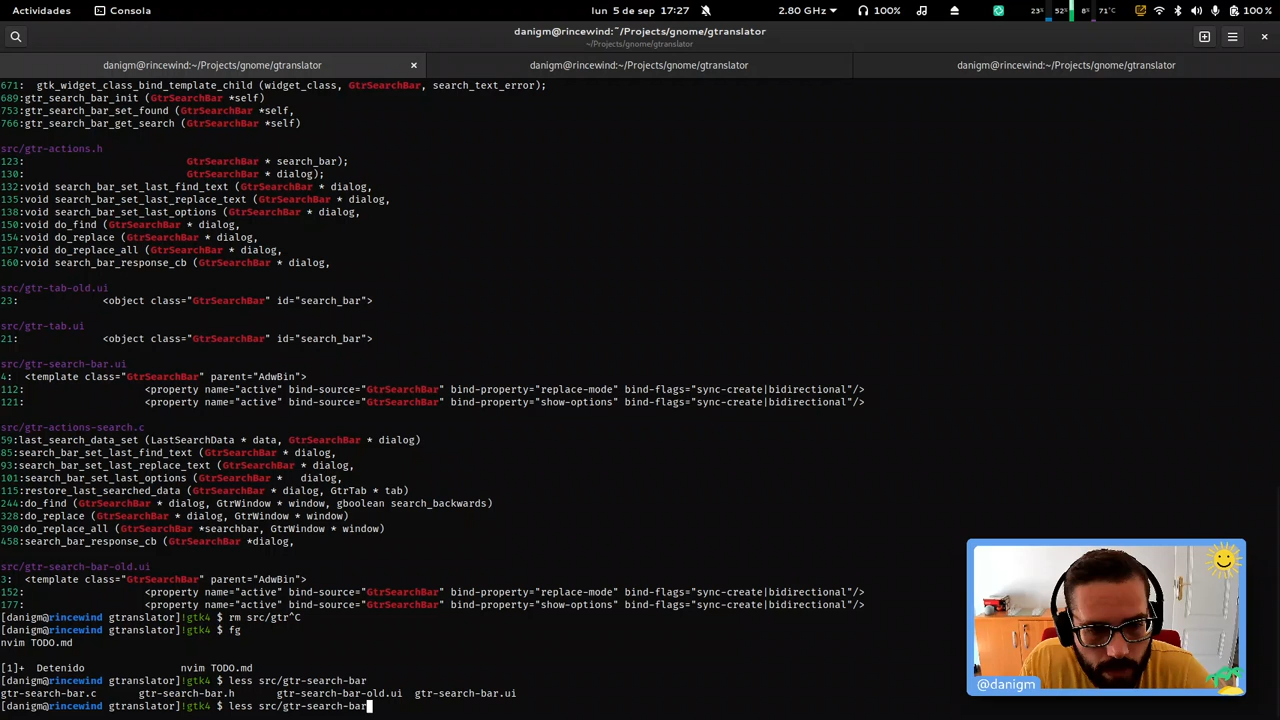 Actividades Consola lun 5 de sep 17:27 2.80 GHz 100% 23% 52% 8% 71°C 100 %
danigm@rincewind:~/Projects/gnome/gtranslator
~/Projects/gnome/gtranslator
danigm@rincewind:~/Projects/gnome/gtranslator × danigm@rincewind:~/Projects/gnome/gtranslator danigm@rincewind:~/Projects/gnome/gtranslator
671:  gtk_widget_class_bind_template_child (widget_class, GtrSearchBar, search_text_error);
689:gtr_search_bar_init (GtrSearchBar *self)
753:gtr_search_bar_set_found (GtrSearchBar *self,
766:gtr_search_bar_get_search (GtrSearchBar *self)
src/gtr-actions.h
123:                           GtrSearchBar * search_bar);
130:                           GtrSearchBar * dialog);
132:void search_bar_set_last_find_text (GtrSearchBar * dialog,
135:void search_bar_set_last_replace_text (GtrSearchBar * dialog,
138:void search_bar_set_last_options (GtrSearchBar * dialog,
150:void do_find (GtrSearchBar * dialog,
154:void do_replace (GtrSearchBar * dialog,
157:void do_replace_all (GtrSearchBar * dialog,
160:void search_bar_response_cb (GtrSearchBar * dialog,
src/gtr-tab-old.ui
23:              <object class="GtrSearchBar" id="search_bar">
src/gtr-tab.ui
21:              <object class="GtrSearchBar" id="search_bar">
src/gtr-search-bar.ui
4:  <template class="GtrSearchBar" parent="AdwBin">
112:                    <property name="active" bind-source="GtrSearchBar" bind-property="replace-mode" bind-flags="sync-create|bidirectional"/>
121:                    <property name="active" bind-source="GtrSearchBar" bind-property="show-options" bind-flags="sync-create|bidirectional"/>
src/gtr-actions-search.c
59:last_search_data_set (LastSearchData * data, GtrSearchBar * dialog)
85:search_bar_set_last_find_text (GtrSearchBar * dialog,
93:search_bar_set_last_replace_text (GtrSearchBar * dialog,
101:search_bar_set_last_options (GtrSearchBar *   dialog,
115:restore_last_searched_data (GtrSearchBar * dialog, GtrTab * tab)
244:do_find (GtrSearchBar * dialog, GtrWindow * window, gboolean search_backwards)
328:do_replace (GtrSearchBar * dialog, GtrWindow * window)
390:do_replace_all (GtrSearchBar *searchbar, GtrWindow * window)
458:search_bar_response_cb (GtrSearchBar *dialog,
src/gtr-search-bar-old.ui
3:  <template class="GtrSearchBar" parent="AdwBin">
152:                    <property name="active" bind-source="GtrSearchBar" bind-property="replace-mode" bind-flags="sync-create|bidirectional"/>
177:                    <property name="active" bind-source="GtrSearchBar" bind-property="show-options" bind-flags="sync-create|bidirectional"/>
[danigm@rincewind gtranslator]!gtk4 $ rm src/gtr^C
[danigm@rincewind gtranslator]!gtk4 $ fg
nvim TODO.md
[1]+  Detenido                nvim TODO.md
[danigm@rincewind gtranslator]!gtk4 $ less src/gtr-search-bar
gtr-search-bar.c       gtr-search-bar.h       gtr-search-bar-old.ui  gtr-search-bar.ui
[danigm@rincewind gtranslator]!gtk4 $ less src/gtr-search-bar
@danigm